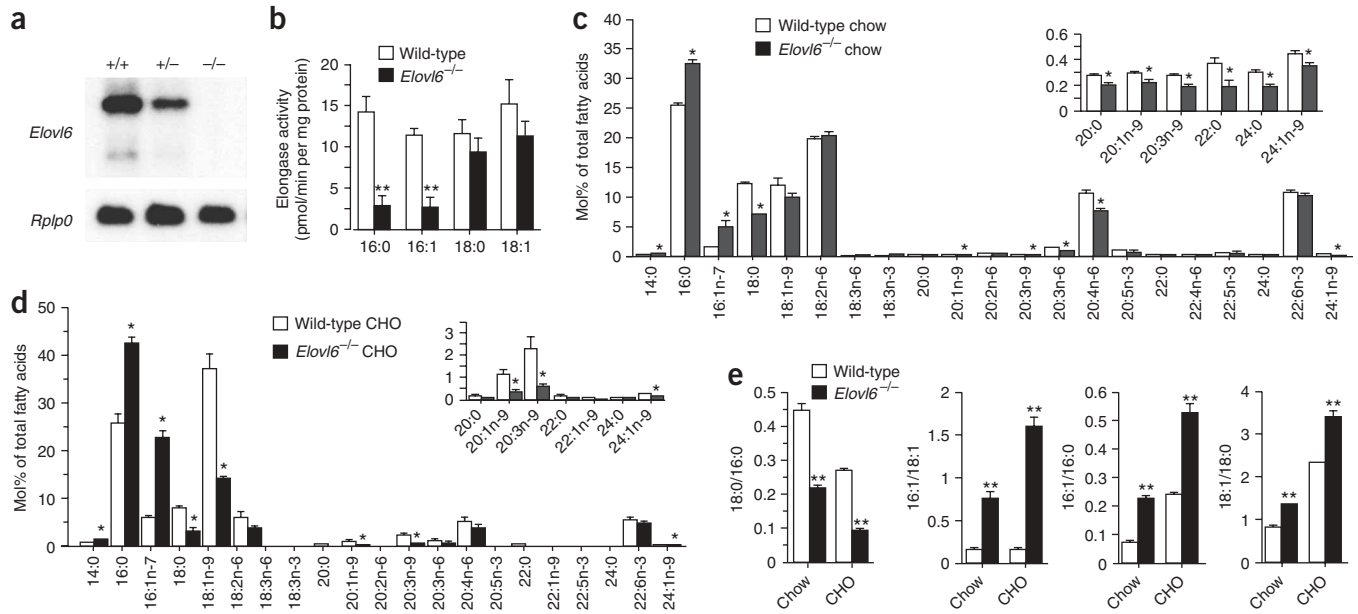 a
+/+ +/– –/–
Elovl6
Rplp0
b
Wild-type
Elovl6–/–
Elongase activity
(pmol/min per mg protein)
20
15
10
5
0
** **
16:0 16:1 18:0 18:1
c
Wild-type chow
Elovl6–/– chow
Mol% of total fatty acids
40
35
30
25
20
15
10
5
0
* * * * * * * * *
14:0 16:0 16:1n-7 18:0 18:1n-9 18:2n-6 18:3n-6 18:3n-3 20:0 20:1n-9 20:2n-6 20:3n-9 20:3n-6 20:4n-6 20:5n-3 22:0 22:4n-6 22:5n-3 24:0 22:6n-3 24:1n-9
0.6
0.4
0.2
0
* * * * * *
20:0 20:1n-9 20:3n-9 22:0 24:0 24:1n-9
d
Wild-type CHO
Elovl6–/– CHO
Mol% of total fatty acids
50
40
30
20
10
0
* * * * * * * *
14:0 16:0 16:1n-7 18:0 18:1n-9 18:2n-6 18:3n-6 18:3n-3 20:0 20:1n-9 20:2n-6 20:3n-9 20:3n-6 20:4n-6 20:5n-3 22:0 22:1n-9 22:5n-3 24:0 22:6n-3 24:1n-9
3
2
1
0
* * *
20:0 20:1n-9 20:3n-9 22:0 22:1n-9 24:0 24:1n-9
e
Wild-type
Elovl6–/–
18:0/16:0
0.5
0.4
0.3
0.2
0.1
0
** **
Chow CHO
16:1/18:1
2
1.5
1
0.5
0
** **
Chow CHO
16:1/16:0
0.6
0.5
0.4
0.3
0.2
0.1
0
** **
Chow CHO
18:1/18:0
4
3
2
1
0
** **
Chow CHO